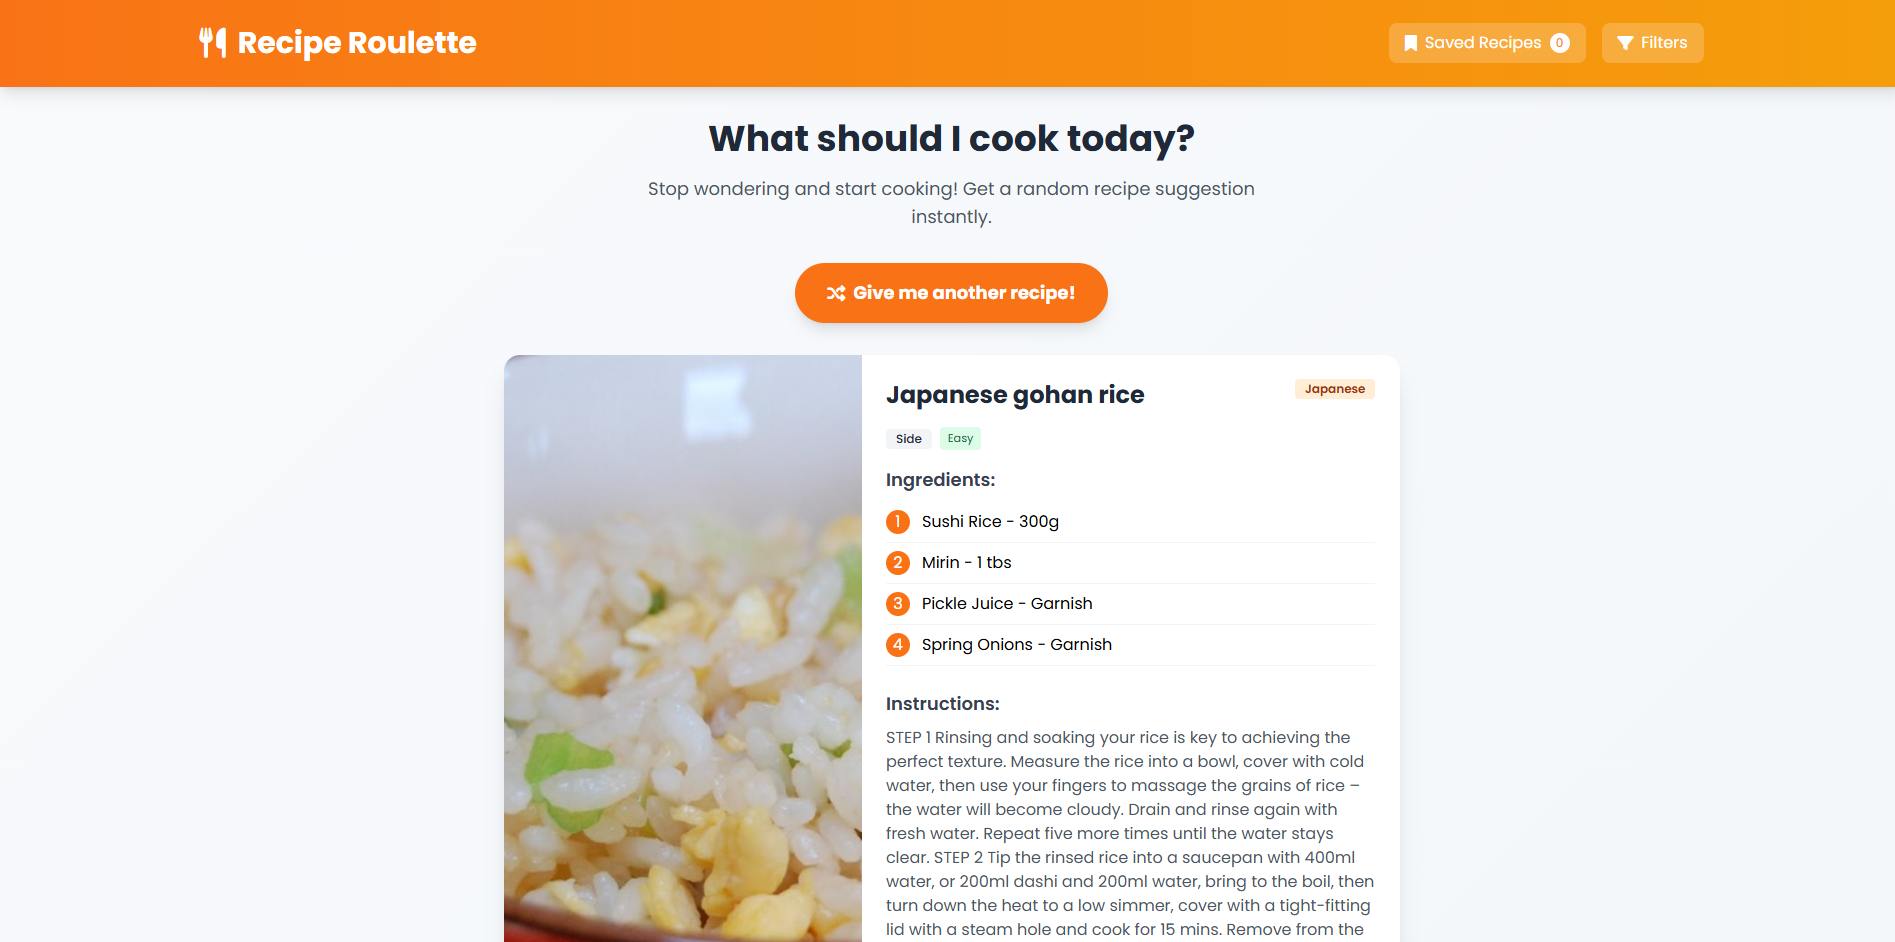 Recipe Roulette
Saved Recipes 0
Filters
What should I cook today?
Stop wondering and start cooking! Get a random recipe suggestion
instantly.
Give me another recipe!
Japanese gohan rice
Japanese
Side
Easy
Ingredients:
1 Sushi Rice - 300g
2 Mirin - 1 tbs
3 Pickle Juice - Garnish
4 Spring Onions - Garnish
Instructions:
STEP 1 Rinsing and soaking your rice is key to achieving the
perfect texture. Measure the rice into a bowl, cover with cold
water, then use your fingers to massage the grains of rice –
the water will become cloudy. Drain and rinse again with
fresh water. Repeat five more times until the water stays
clear. STEP 2 Tip the rinsed rice into a saucepan with 400ml
water, or 200ml dashi and 200ml water, bring to the boil, then
turn down the heat to a low simmer, cover with a tight-fitting
lid with a steam hole and cook for 15 mins. Remove from the